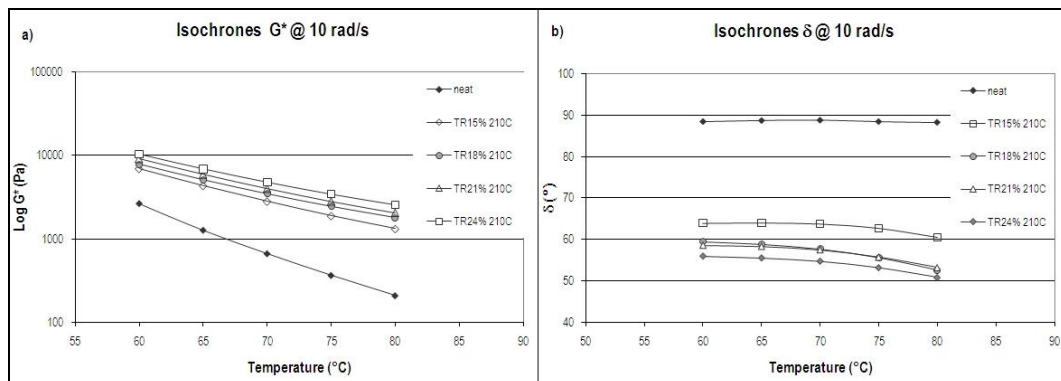 a)
Isochrones G* @ 10 rad/s
Log G* (Pa)
100000
10000
1000
100
55 60 65 70 75 80 85 90
Temperature (°C)
neat
TR15% 210C
TR18% 210C
TR21% 210C
TR24% 210C
b)
Isochrones δ @ 10 rad/s
δ (°)
100
90
80
70
60
50
40
50 55 60 65 70 75 80 85 90
Temperature (°C)
neat
TR15% 210C
TR18% 210C
TR21% 210C
TR24% 210C